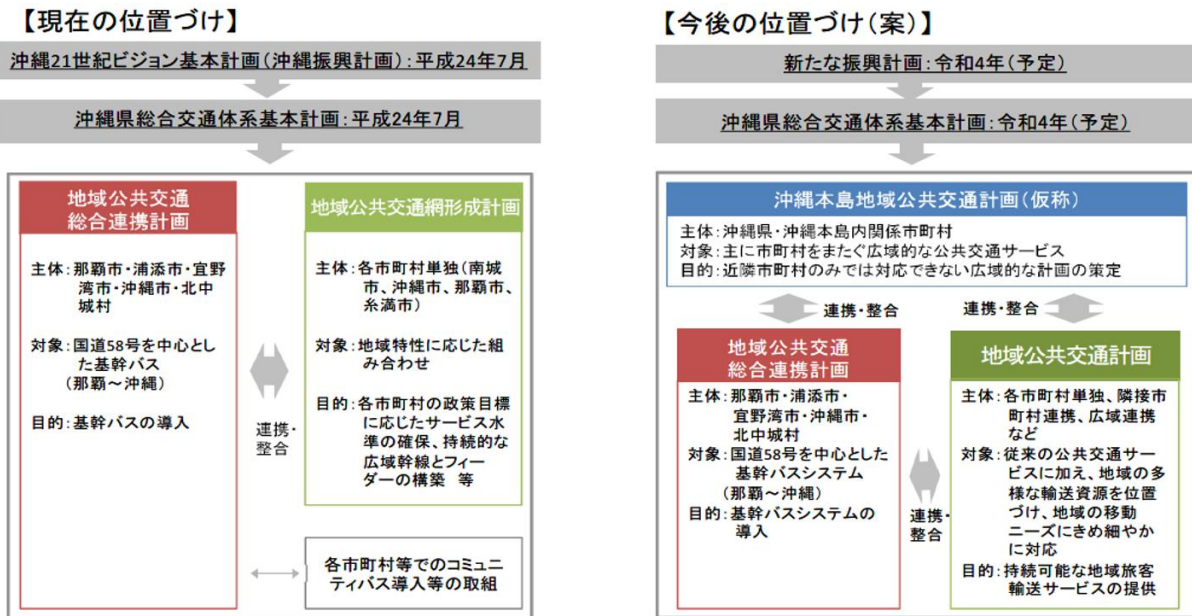 【現在の位置づけ】
沖縄21世紀ビジョン基本計画(沖縄振興計画):平成24年7月
沖縄県総合交通体系基本計画:平成24年7月
地域公共交通
総合連携計画
主体:那覇市・浦添市・宜野
湾市・沖縄市・北中
城村
対象:国道58号を中心とし
た基幹バス
(那覇～沖縄)
目的:基幹バスの導入
連携・
整合
地域公共交通網形成計画
主体:各市町村単独(南城
市、沖縄市、那覇市、
糸満市)
対象:地域特性に応じた組
み合わせ
目的:各市町村の政策目標
に応じたサービス水
準の確保、持続的な
広域幹線とフィー
ダーの構築 等
各市町村等でのコミュニ
ティバス導入等の取組
【今後の位置づけ(案)】
新たな振興計画:令和4年(予定)
沖縄県総合交通体系基本計画:令和4年(予定)
沖縄本島地域公共交通計画(仮称)
主体:沖縄県・沖縄本島内関係市町村
対象:主に市町村をまたぐ広域的な公共交通サービス
目的:近隣市町村のみでは対応できない広域的な計画の策定
連携・整合
連携・整合
地域公共交通
総合連携計画
主体:那覇市・浦添市・
宜野湾市・沖縄市・
北中城村
対象:国道58号を中心とした
基幹バスシステム
(那覇～沖縄)
目的:基幹バスシステムの
導入
連携・
整合
地域公共交通計画
主体:各市町村単独、隣接市
町村連携、広域連携
など
対象:従来の公共交通サー
ビスに加え、地域の多
様な輸送資源を位置
づけ、地域の移動
ニーズにきめ細やか
に対応
目的:持続可能な地域旅客
輸送サービスの提供